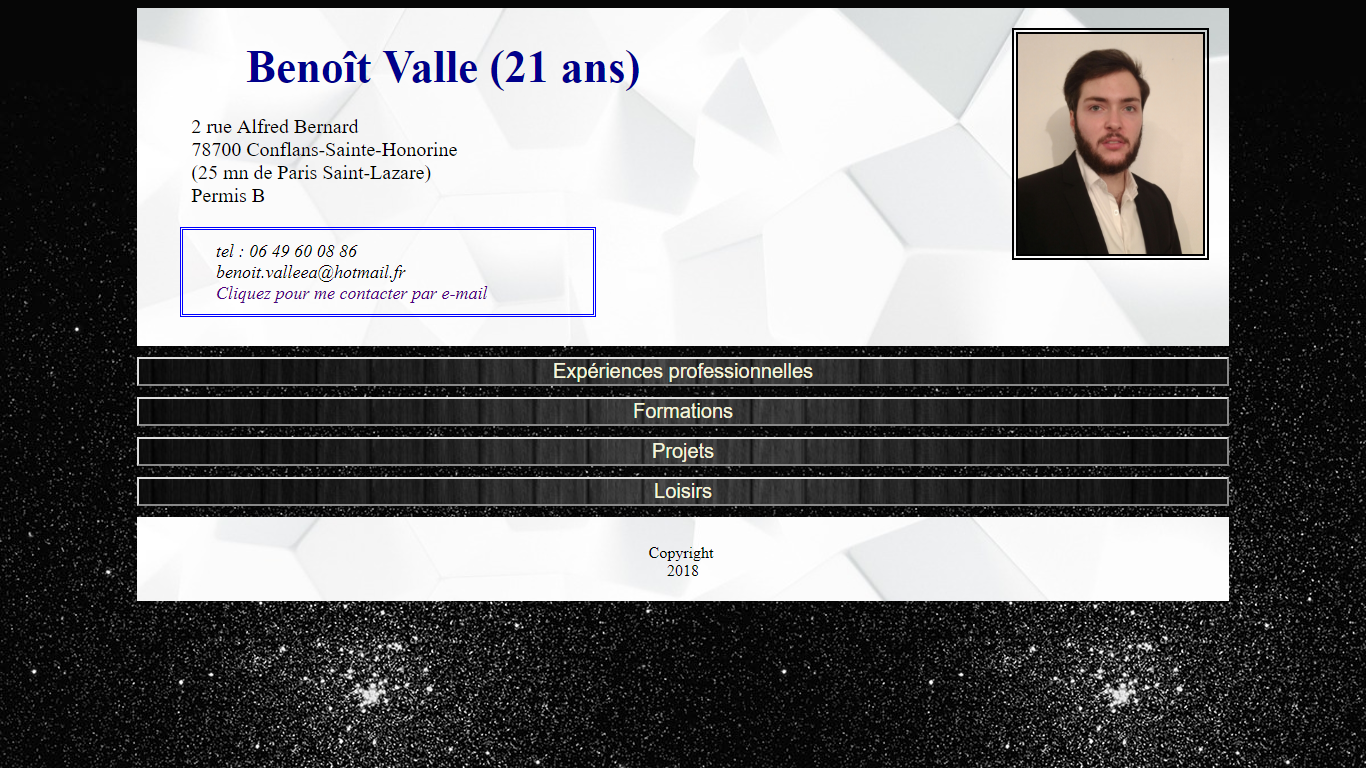 Benoît Valle (21 ans)
2 rue Alfred Bernard
78700 Conflans-Sainte-Honorine
(25 mn de Paris Saint-Lazare)
Permis B
tel : 06 49 60 08 86
benoit.valleea@hotmail.fr
Cliquez pour me contacter par e-mail
Expériences professionnelles
Formations
Projets
Loisirs
Copyright
2018